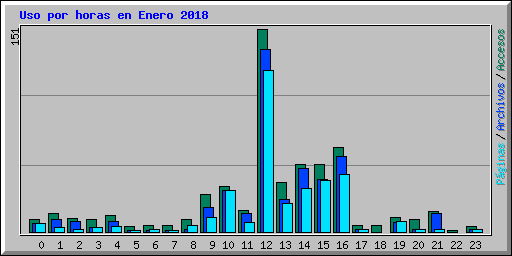 Uso por horas en Enero 2018
151
Páginas / Archivos / Accesos
0 1 2 3 4 5 6 7 8 9 10 11 12 13 14 15 16 17 18 19 20 21 22 23